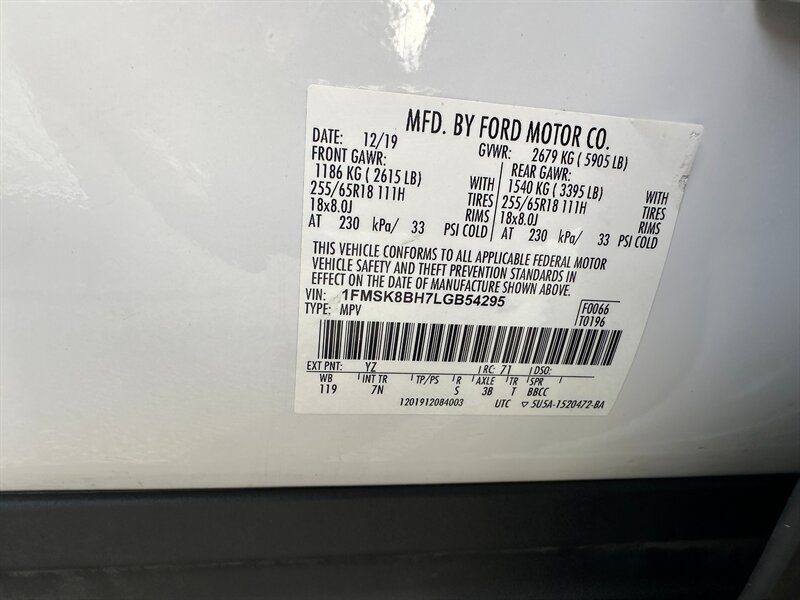 MFD. BY FORD MOTOR CO.
DATE: 12/19 GVWR: 2679 KG ( 5905 LB)
FRONT GAWR: REAR GAWR:
1186 KG ( 2615 LB) WITH 1540 KG ( 3395 LB) WITH
255/65R18 111H TIRES 255/65R18 111H TIRES
18x8.0J RIMS 18x8.0J RIMS
AT 230 kPa/ 33 PSI COLD AT 230 kPa/ 33 PSI COLD
THIS VEHICLE CONFORMS TO ALL APPLICABLE FEDERAL MOTOR
VEHICLE SAFETY AND THEFT PREVENTION STANDARDS IN
EFFECT ON THE DATE OF MANUFACTURE SHOWN ABOVE.
VIN: 1FMSK8BH7LGB54295 F0066
TYPE: MPV T0196
EXT PNT: YZ RC: 71 DSO:
WB INT TR TP/PS R AXLE TR SPR
119 7N S 3B T BBCC
1201912084003 UTC ▽ 5U5A-1520472-BA